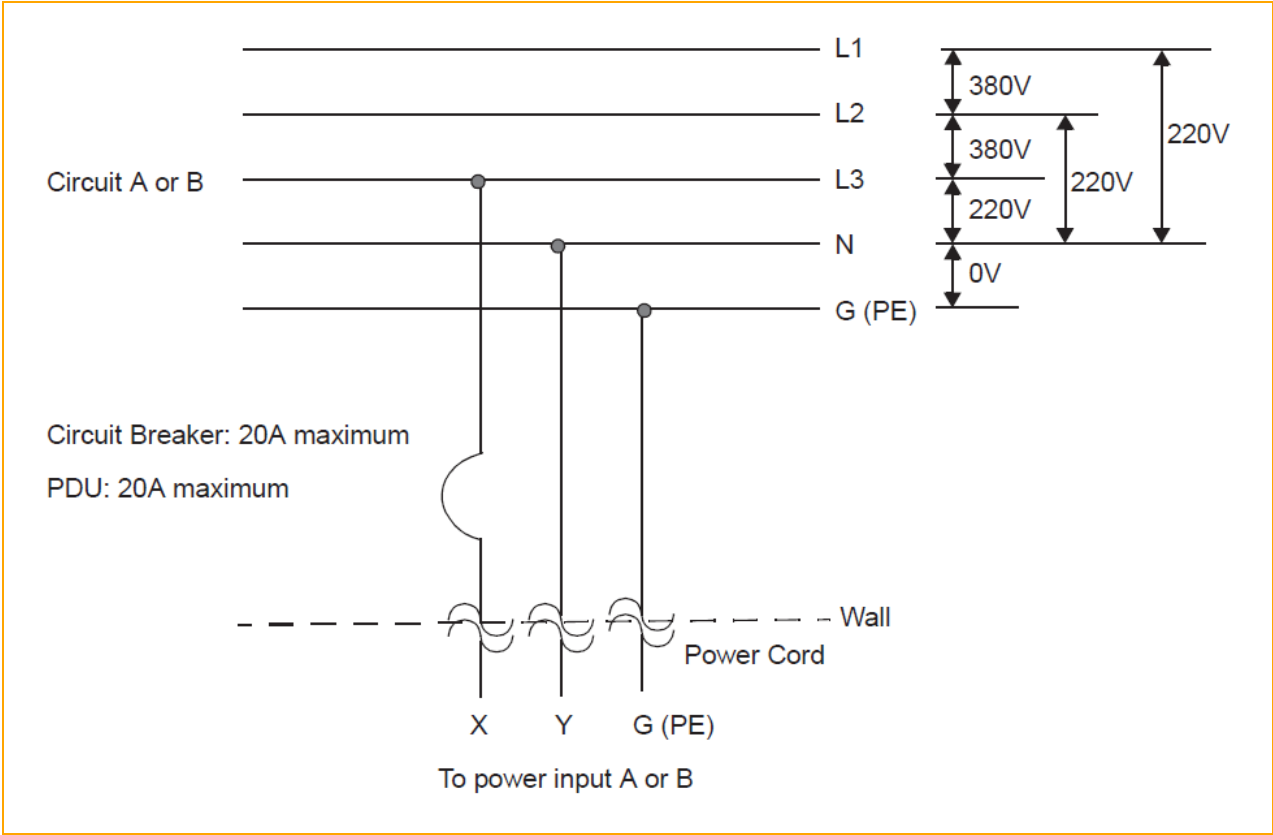 L1
380V
L2
220V
380V
Circuit A or B
L3
220V
220V
N
0V
G (PE)
Circuit Breaker: 20A maximum
PDU: 20A maximum
Wall
Power Cord
X
Y
G (PE)
To power input A or B